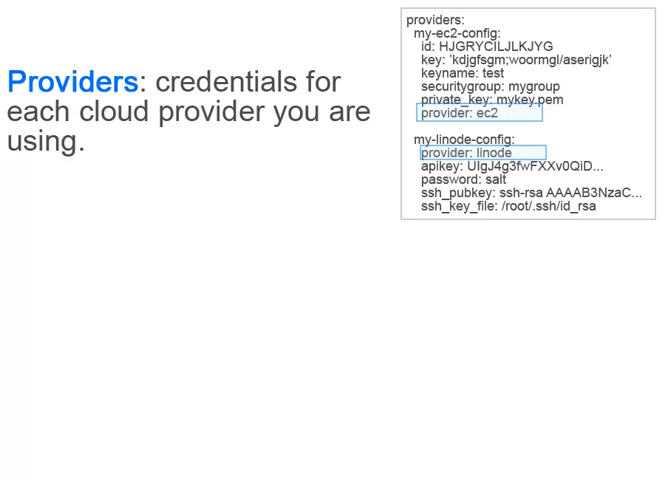 Providers: credentials for
each cloud provider you are
using.
providers:
my-ec2-config:
id: HJGRYCILJLKJYG
key: 'kdjgfsgm;woormgl/aserigjk'
keyname: test
securitygroup: mygroup
private_key: mykey.pem
provider: ec2
my-linode-config:
provider: linode
apikey: UIgJ4g3fwFXXv0QiD...
password: salt
ssh_pubkey: ssh-rsa AAAAB3NzaC...
ssh_key_file: /root/.ssh/id_rsa